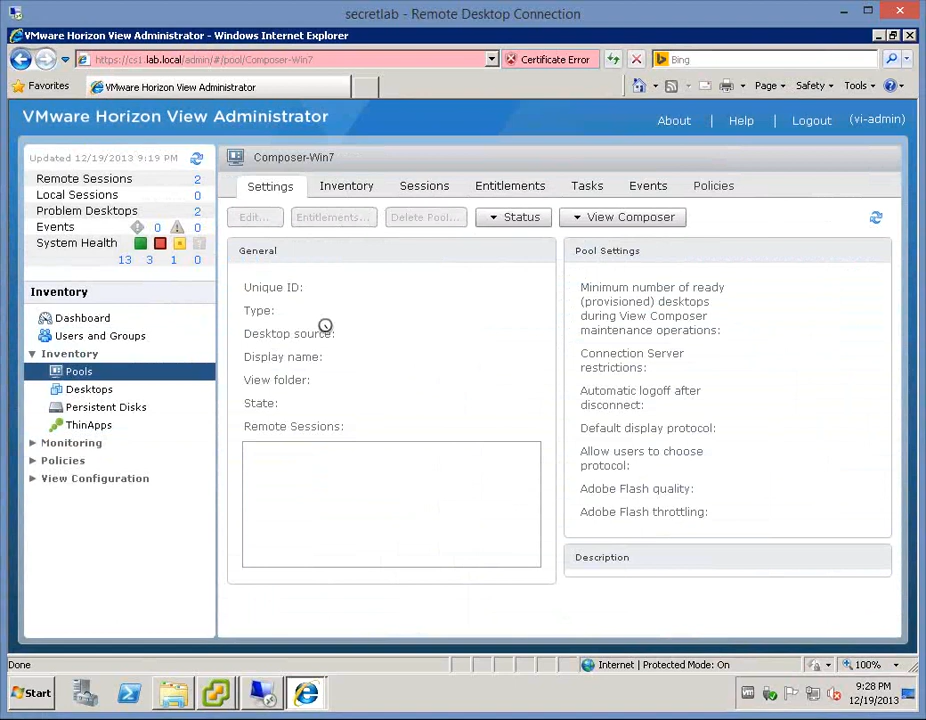 secretlab - Remote Desktop Connection
VMware Horizon View Administrator - Windows Internet Explorer
https://cs1.lab.local/admin/#/pool/Composer-Win7
Certificate Error
Bing
Favorites
VMware Horizon View Administrator
Page
Safety
Tools
VMware Horizon View Administrator
About | Help | Logout (vi-admin)
Updated 12/19/2013 9:19 PM
Remote Sessions 2
Local Sessions 0
Problem Desktops 2
Events 0 0
System Health
13 3 1 0
Inventory
Dashboard
Users and Groups
Inventory
Pools
Desktops
Persistent Disks
ThinApps
Monitoring
Policies
View Configuration
Composer-Win7
Settings
Inventory
Sessions
Entitlements
Tasks
Events
Policies
Edit...
Entitlements...
Delete Pool...
Status
View Composer
General
Unique ID:
Type:
Desktop source:
Display name:
View folder:
State:
Remote Sessions:
Pool Settings
Minimum number of ready
(provisioned) desktops
during View Composer
maintenance operations:
Connection Server
restrictions:
Automatic logoff after
disconnect:
Default display protocol:
Allow users to choose
protocol:
Adobe Flash quality:
Adobe Flash throttling:
Description
Done
Internet | Protected Mode: On
100%
Start
9:28 PM
12/19/2013